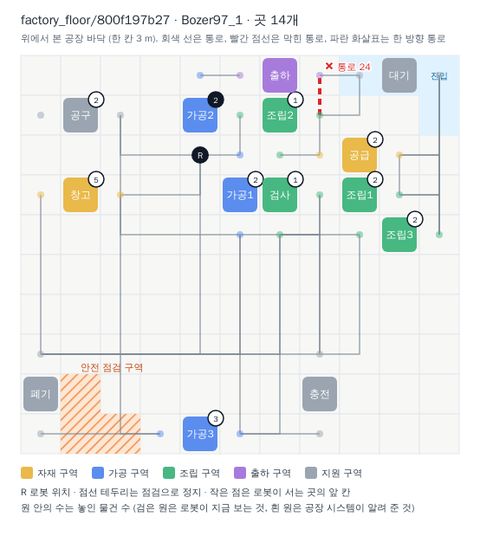 factory_floor/800f197b27 · Bozer97_1 · 곳 14개
위에서 본 공장 바닥 (한 칸 3 m). 회색 선은 통로, 빨간 점선은 막힌 통로, 파란 화살표는 한 방향 통로
출하 × 통로 24 대기
공구 2 가공2 2 조립2 1
R 공급 2
창고 5 가공1 2 검사 1 조립1 2
조립3 2
안전 점검 구역
폐기 충전
가공3 3
자재 구역 가공 구역 조립 구역 출하 구역 지원 구역
R 로봇 위치 · 점선 테두리는 점검으로 정지 · 작은 점은 로봇이 서는 곳의 앞 칸
원 안의 수는 놓인 물건 수 (검은 원은 로봇이 지금 보는 것, 흰 원은 공장 시스템이 알려 준 것)